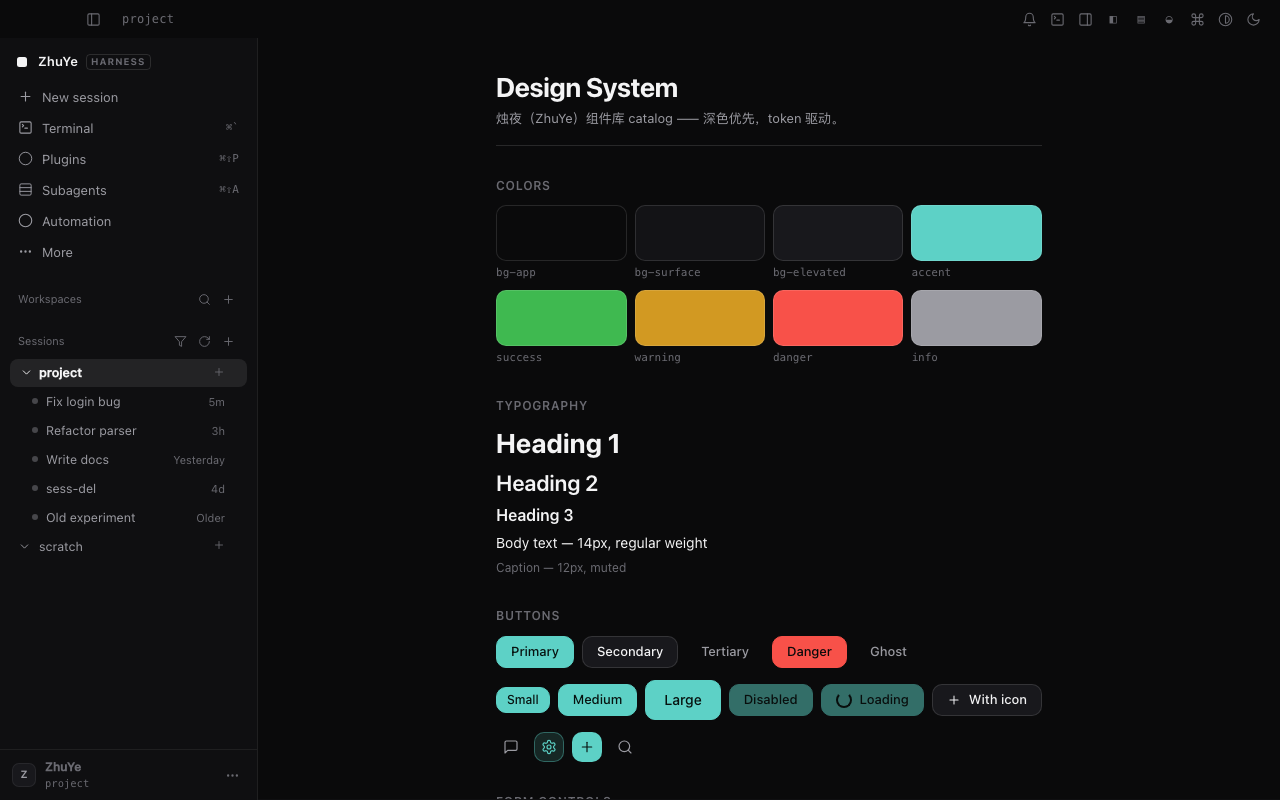 project
ZhuYe HARNESS
New session
Terminal ⌘`
Plugins ⌘⇧P
Subagents ⌘⇧A
Automation
More
Workspaces
Sessions
project
Fix login bug 5m
Refactor parser 3h
Write docs Yesterday
sess-del 4d
Old experiment Older
scratch
Z ZhuYe
project
Design System
烛夜（ZhuYe）组件库 catalog —— 深色优先，token 驱动。
COLORS
bg-app bg-surface bg-elevated accent
success warning danger info
TYPOGRAPHY
Heading 1
Heading 2
Heading 3
Body text — 14px, regular weight
Caption — 12px, muted
BUTTONS
Primary Secondary Tertiary Danger Ghost
Small Medium Large Disabled Loading With icon
FORM CONTROLS